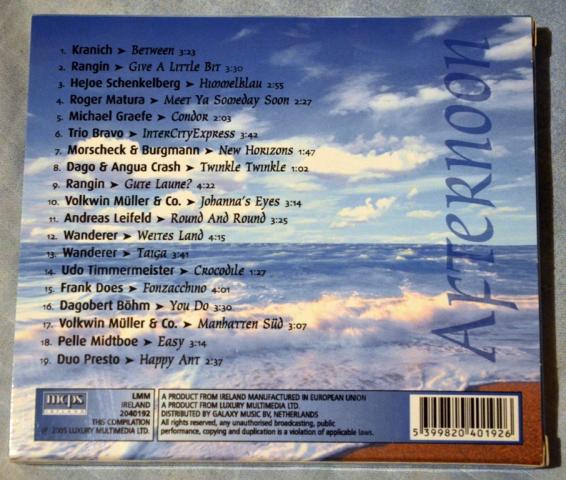 1. Kranich ➤ Between 3:23
2. Rangin ➤ Give A Little Bit 3:30
3. HeJoe Schenkelberg ➤ Himmelblau 2:55
4. Roger Matura ➤ Meet Ya Someday Soon 2:27
5. Michael Graefe ➤ Condor 2:03
6. Trio Bravo ➤ InterCityExpress 3:42
7. Morscheck & Burgmann ➤ New Horizons 1:47
8. Dago & Angua Crash ➤ Twinkle Twinkle 1:02
9. Rangin ➤ Gute Laune? 4:22
10. Volkwin Müller & Co. ➤ Johanna's Eyes 3:14
11. Andreas Leifeld ➤ Round And Round 3:25
12. Wanderer ➤ Weites Land 4:15
13. Wanderer ➤ Taiga 3:41
14. Udo Timmermeister ➤ Crocodile 1:27
15. Frank Does ➤ Fonzacchino 4:01
16. Dagobert Böhm ➤ You Do 3:30
17. Volkwin Müller & Co. ➤ Manhatten Süd 3:07
18. Pelle Midtboe ➤ Easy 3:14
19. Duo Presto ➤ Happy Ant 2:37
Afternoon
mcps
IRELAND
LMM
IRELAND
2040192
THIS COMPILATION
℗ 2005 LUXURY MULTIMEDIA LTD.
A PRODUCT FROM IRELAND MANUFACTURED IN EUROPEAN UNION
A PRODUCT FROM LUXURY MULTIMEDIA LTD.
DISTRIBUTED BY GALAXY MUSIC BV, NETHERLANDS
All rights reserved, any unauthorised broadcasting, public
performance, copying and duplication is a violation of applicable laws.
5 399820 401926